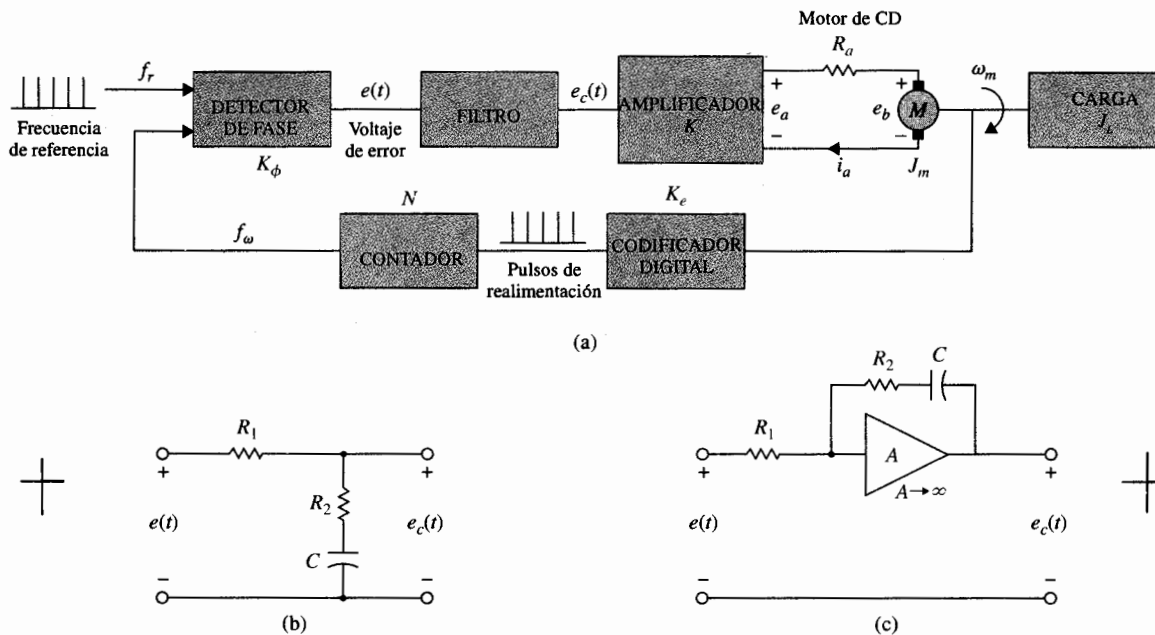 Motor de CD
f_r
Frecuencia de referencia
DETECTOR DE FASE
K_ϕ
e(t)
Voltaje de error
FILTRO
e_c(t)
AMPLIFICADOR
K
R_a
+
e_a
−
+
e_b
−
M
i_a
J_m
ω_m
CARGA
J_L
f_ω
N
CONTADOR
Pulsos de realimentación
K_e
CODIFICADOR DIGITAL
(a)
R_1
+
e(t)
−
R_2
C
+
e_c(t)
−
(b)
R_1
+
e(t)
−
R_2
C
A
A→∞
+
e_c(t)
−
(c)